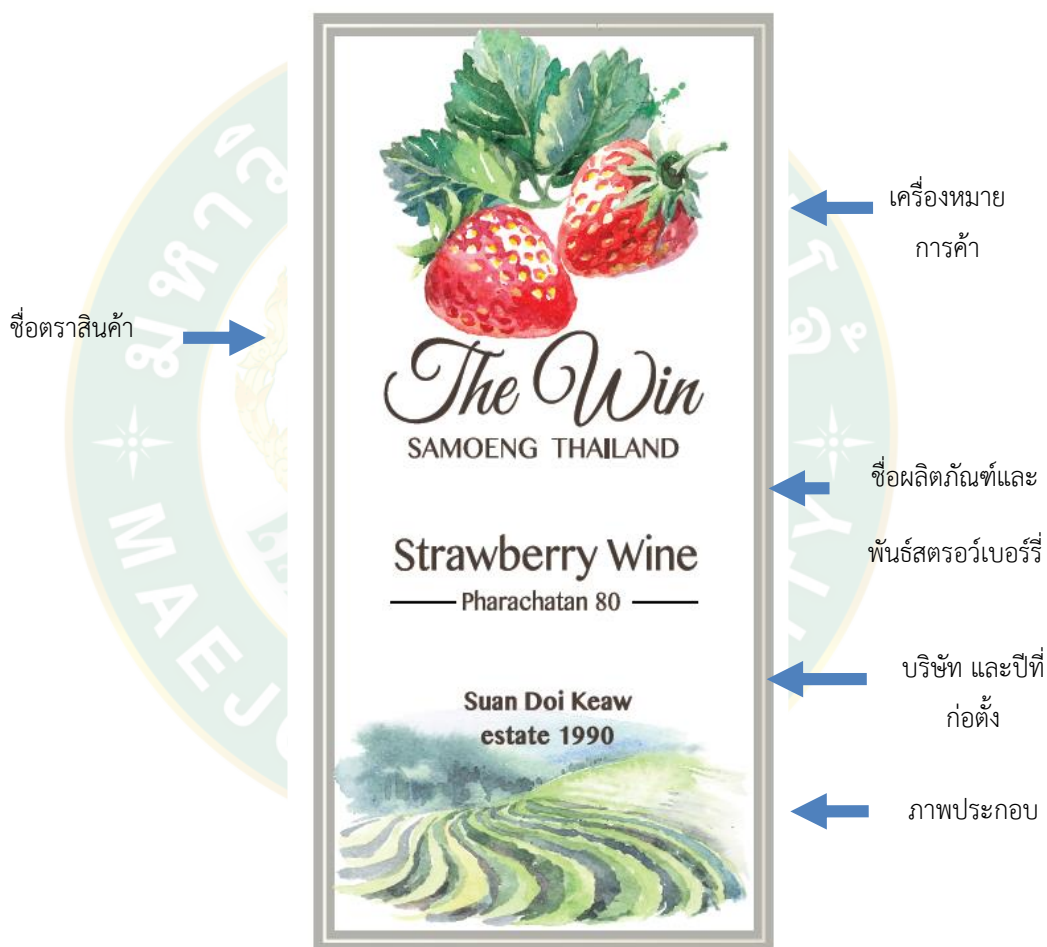 เครื่องหมาย
การค้า
ชื่อตราสินค้า
The Win
SAMOENG THAILAND
ชื่อผลิตภัณฑ์และ
พันธ์สตรอว์เบอร์รี่
Strawberry Wine
Pharachatan 80
บริษัท และปีที่
ก่อตั้ง
Suan Doi Keaw
estate 1990
ภาพประกอบ
MAEJO